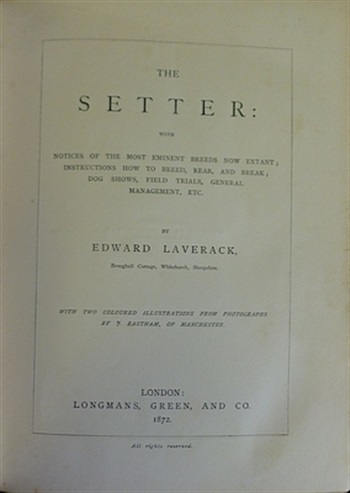 THE
SETTER:
WITH
NOTICES OF THE MOST EMINENT BREEDS NOW EXTANT;
INSTRUCTIONS HOW TO BREED, REAR, AND BREAK;
DOG SHOWS, FIELD TRIALS, GENERAL
MANAGEMENT, ETC.
BY
EDWARD LAVERACK,
Broughall Cottage, Whitchurch, Shropshire.
WITH TWO COLOURED ILLUSTRATIONS FROM PHOTOGRAPHS
BY J. EASTHAM, OF MANCHESTER.
LONDON:
LONGMANS, GREEN, AND CO.
1872.
All rights reserved.